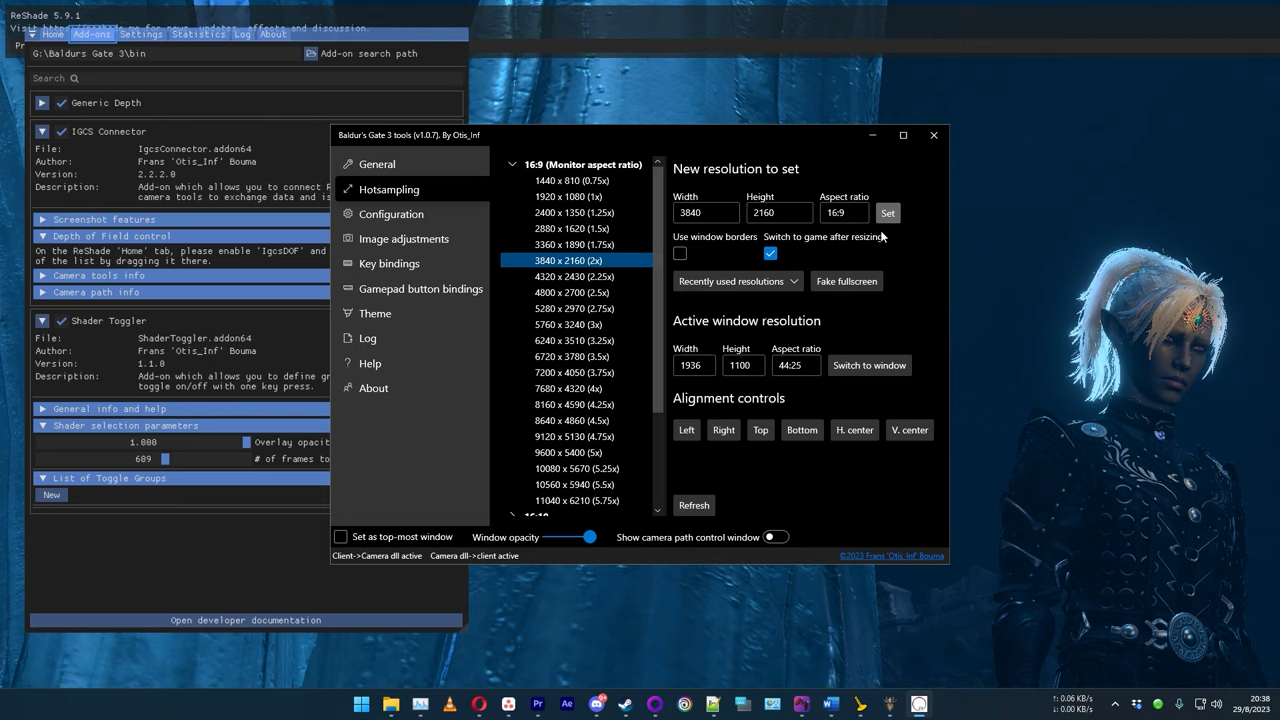 ReShade 5.9.1
Home Add-ons Settings Statistics Log About
G:\Baldurs Gate 3\bin Add-on search path
Search
Generic Depth
IGCS Connector
File: IgcsConnector.addon64
Author: Frans 'Otis_Inf' Bouma
Version: 2.2.2.0
Description: Add-on which allows you to connect R
camera tools to exchange data and is
Screenshot features
Depth of Field control
On the ReShade 'Home' tab, please enable 'IgcsDOF'
of the list by dragging it there.
Camera tools info
Camera path info
Shader Toggler
File: ShaderToggler.addon64
Author: Frans 'Otis_Inf' Bouma
Version: 1.1.0
Description: Add-on which allows you to define gr
toggle on/off with one key press.
General info and help
Shader selection parameters
1.000 Overlay opacit
609 # of frames to
List of Toggle Groups
New
Open developer documentation
Baldur's Gate 3 tools (v1.0.7). By Otis_Inf
General
Hotsampling
Configuration
Image adjustments
Key bindings
Gamepad button bindings
Theme
Log
Help
About
16:9 (Monitor aspect ratio)
1440 x 810 (0.75x)
1920 x 1080 (1x)
2400 x 1350 (1.25x)
2880 x 1620 (1.5x)
3360 x 1890 (1.75x)
3840 x 2160 (2x)
4320 x 2430 (2.25x)
4800 x 2700 (2.5x)
5280 x 2970 (2.75x)
5760 x 3240 (3x)
6240 x 3510 (3.25x)
6720 x 3780 (3.5x)
7200 x 4050 (3.75x)
7680 x 4320 (4x)
8160 x 4590 (4.25x)
8640 x 4860 (4.5x)
9120 x 5130 (4.75x)
9600 x 5400 (5x)
10080 x 5670 (5.25x)
10560 x 5940 (5.5x)
11040 x 6210 (5.75x)
New resolution to set
Width Height Aspect ratio
3840 2160 16:9 Set
Use window borders Switch to game after resizing
Recently used resolutions Fake fullscreen
Active window resolution
Width Height Aspect ratio
1936 1100 44:25 Switch to window
Alignment controls
Left Right Top Bottom H. center V. center
Refresh
Set as top-most window Window opacity Show camera path control window
Client->Camera dll active Camera dll->client active ©2023 Frans 'Otis_Inf' Bouma
Pr Ae W
↑: 0.06 KB/s
↓: 0.00 KB/s
20:38
29/8/2023